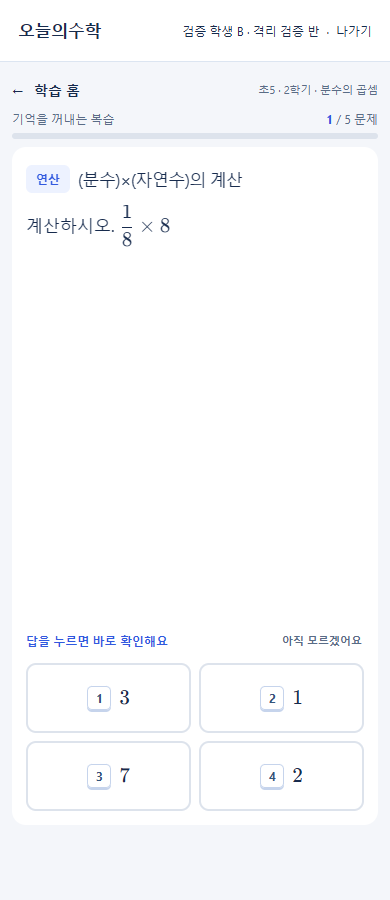 오늘의수학
검증 학생 B · 격리 검증 반 · 나가기
← 학습 홈
초5 · 2학기 · 분수의 곱셈
기억을 꺼내는 복습
1 / 5 문제
연산 (분수)×(자연수)의 계산
계산하시오. 1/8 × 8
답을 누르면 바로 확인해요
아직 모르겠어요
1 3
2 1
3 7
4 2